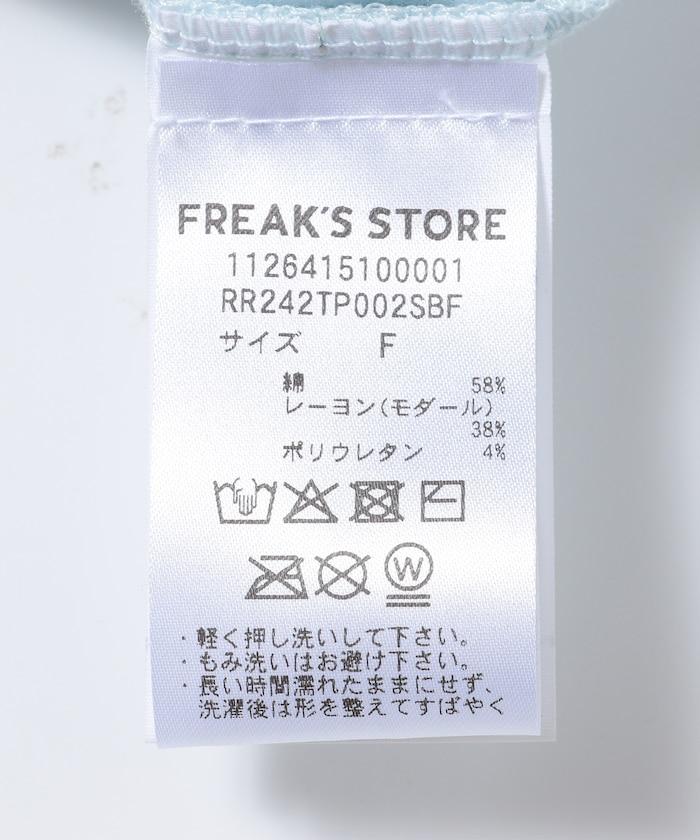 FREAK'S STORE
1126415100001
RR242TP002SBF
サイズ F
綿 58%
レーヨン(モダール)
38%
ポリウレタン 4%
W
・軽く押し洗いして下さい。
・もみ洗いはお避け下さい。
・長い時間濡れたままにせず、
洗濯後は形を整えてすばやく